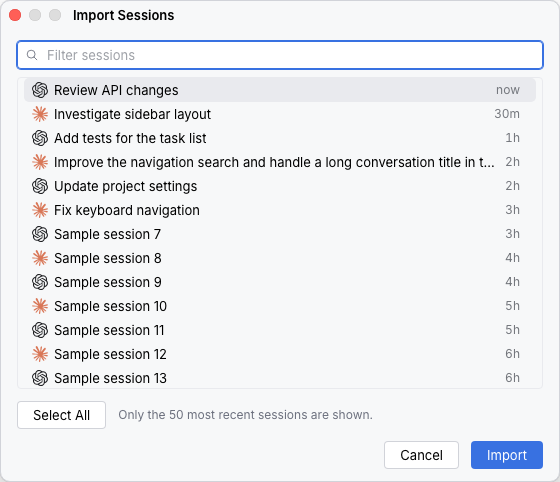 Import Sessions
Filter sessions
Review API changes now
Investigate sidebar layout 30m
Add tests for the task list 1h
Improve the navigation search and handle a long conversation title in t... 2h
Update project settings 2h
Fix keyboard navigation 3h
Sample session 7 3h
Sample session 8 4h
Sample session 9 4h
Sample session 10 5h
Sample session 11 5h
Sample session 12 6h
Sample session 13 6h
Select All Only the 50 most recent sessions are shown.
Cancel Import